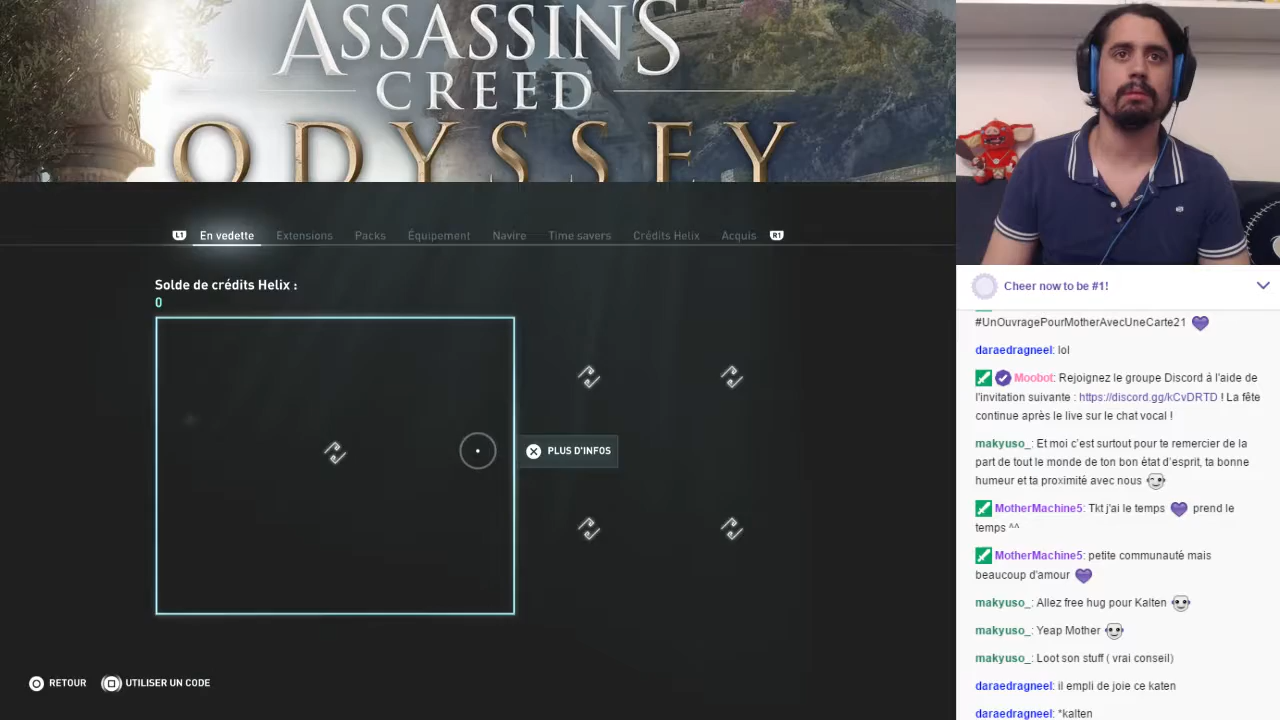 ASSASSIN'S
CREED
ODYSSEY
L1 En vedette Extensions Packs Équipement Navire Time savers Crédits Helix Acquis R1
Solde de crédits Helix :
0
PLUS D'INFOS
RETOUR UTILISER UN CODE
Cheer now to be #1!
#UnOuvragePourMotherAvecUneCarte21
daraedragneel: lol
Moobot: Rejoignez le groupe Discord à l'aide de
l'invitation suivante : https://discord.gg/kCvDRTD ! La fête
continue après le live sur le chat vocal !
makyuso_: Et moi c'est surtout pour te remercier de la
part de tout le monde de ton bon état d'esprit, ta bonne
humeur et ta proximité avec nous
MotherMachine5: Tkt j'ai le temps prend le
temps ^^
MotherMachine5: petite communauté mais
beaucoup d'amour
makyuso_: Allez free hug pour Kalten
makyuso_: Yeap Mother
makyuso_: Loot son stuff ( vrai conseil)
daraedragneel: il empli de joie ce katen
daraedragneel: *kalten